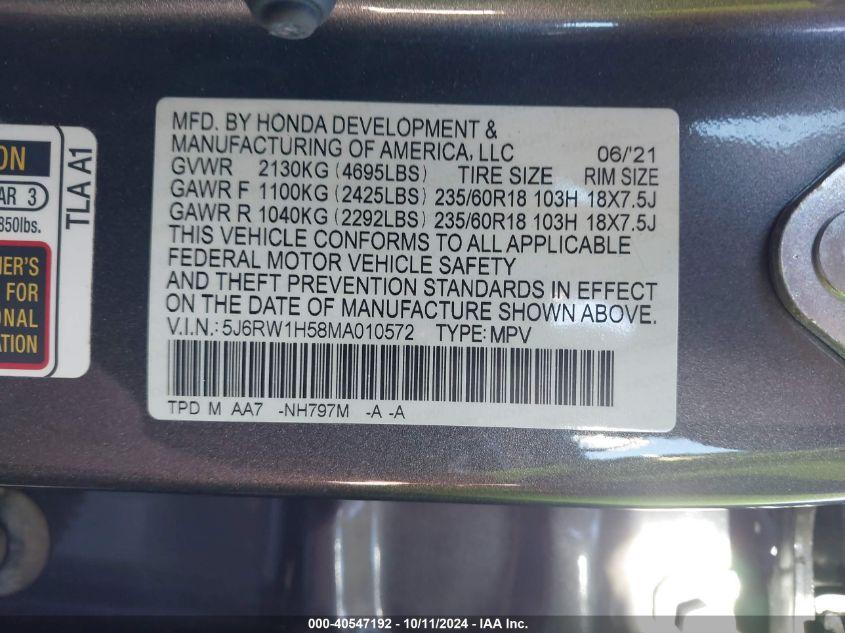 MFD. BY HONDA DEVELOPMENT &
MANUFACTURING OF AMERICA, LLC 06/'21
GVWR 2130KG (4695LBS) TIRE SIZE RIM SIZE
GAWR F 1100KG (2425LBS) 235/60R18 103H 18X7.5J
GAWR R 1040KG (2292LBS) 235/60R18 103H 18X7.5J
THIS VEHICLE CONFORMS TO ALL APPLICABLE
FEDERAL MOTOR VEHICLE SAFETY
AND THEFT PREVENTION STANDARDS IN EFFECT
ON THE DATE OF MANUFACTURE SHOWN ABOVE.
V.I.N.: 5J6RW1H58MA010572 TYPE: MPV
TPD M AA7 -NH797M -A -A
ON
AR 3
850lbs.
NER'S
FOR
ONAL
ATION
TLA A1
000-40547192 - 10/11/2024 - IAA Inc.